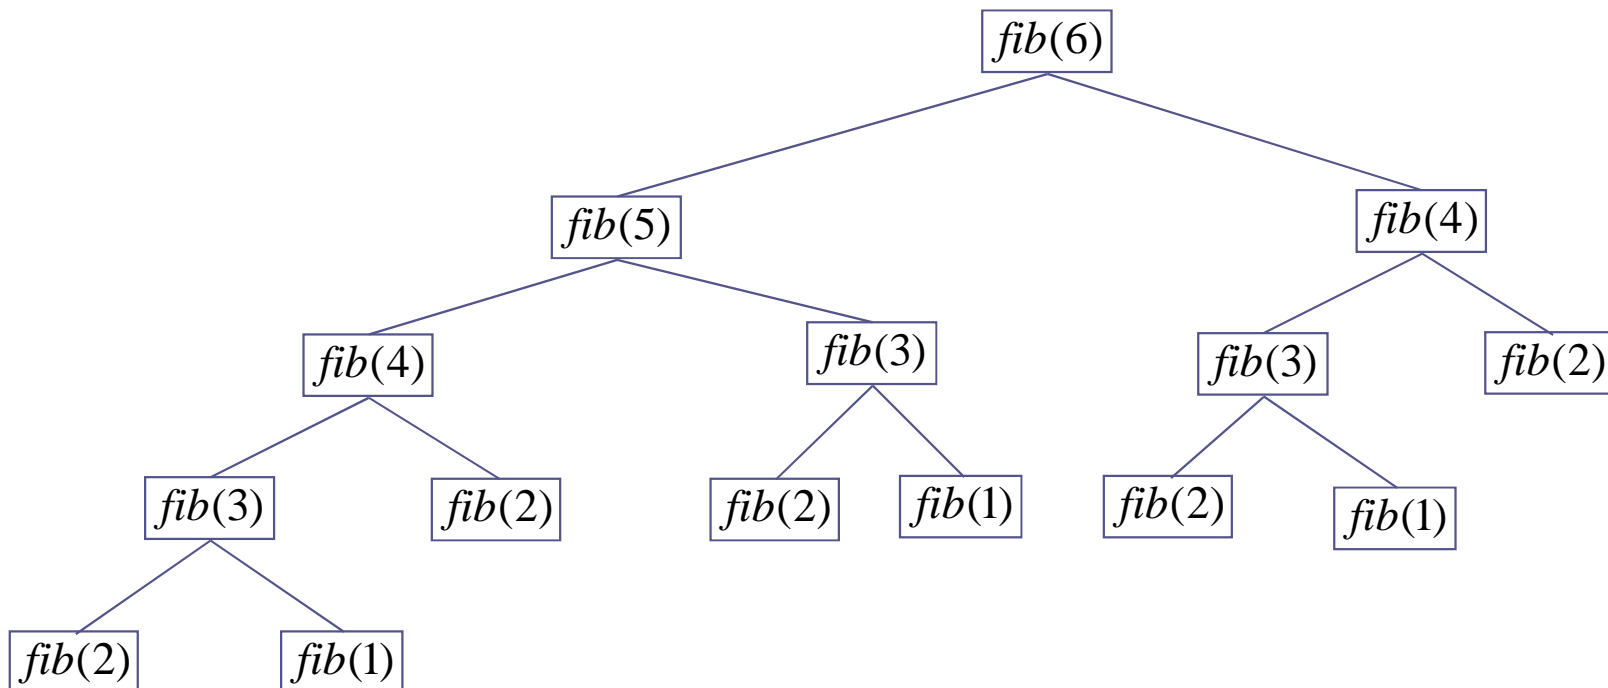 fib(6)
fib(5) fib(4)
fib(4) fib(3) fib(3) fib(2)
fib(3) fib(2) fib(2) fib(1) fib(2) fib(1)
fib(2) fib(1)